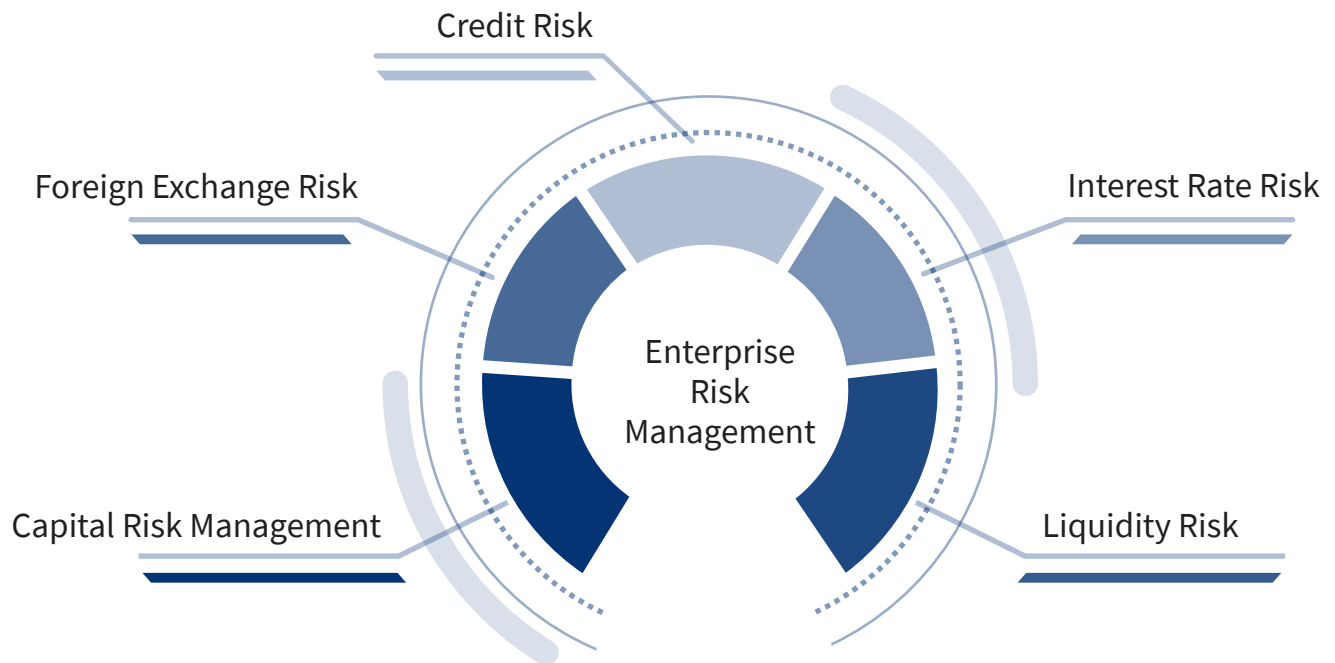 Credit Risk
Foreign Exchange Risk
Interest Rate Risk
Enterprise
Risk
Management
Capital Risk Management
Liquidity Risk